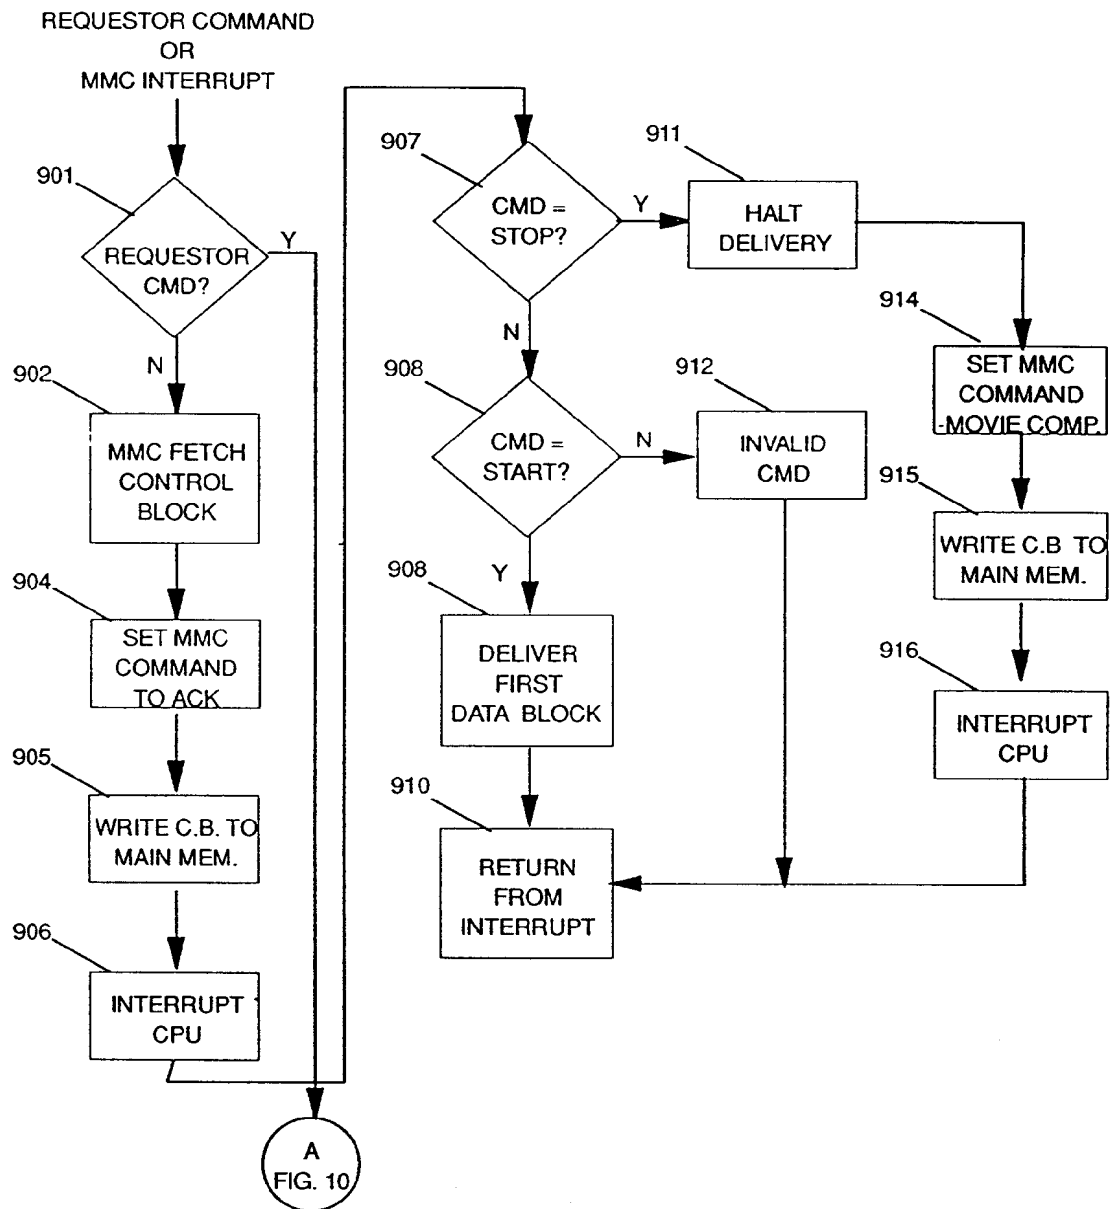 REQUESTOR COMMAND
OR
MMC INTERRUPT
901
REQUESTOR
CMD?
Y
N
902
MMC FETCH
CONTROL
BLOCK
904
SET MMC
COMMAND
TO ACK
905
WRITE C.B. TO
MAIN MEM.
906
INTERRUPT
CPU
A
FIG. 10
907
CMD =
STOP?
Y
N
911
HALT
DELIVERY
908
CMD =
START?
N
Y
912
INVALID
CMD
908
DELIVER
FIRST
DATA BLOCK
910
RETURN
FROM
INTERRUPT
914
SET MMC
COMMAND
-MOVIE COMP.
915
WRITE C.B TO
MAIN MEM.
916
INTERRUPT
CPU